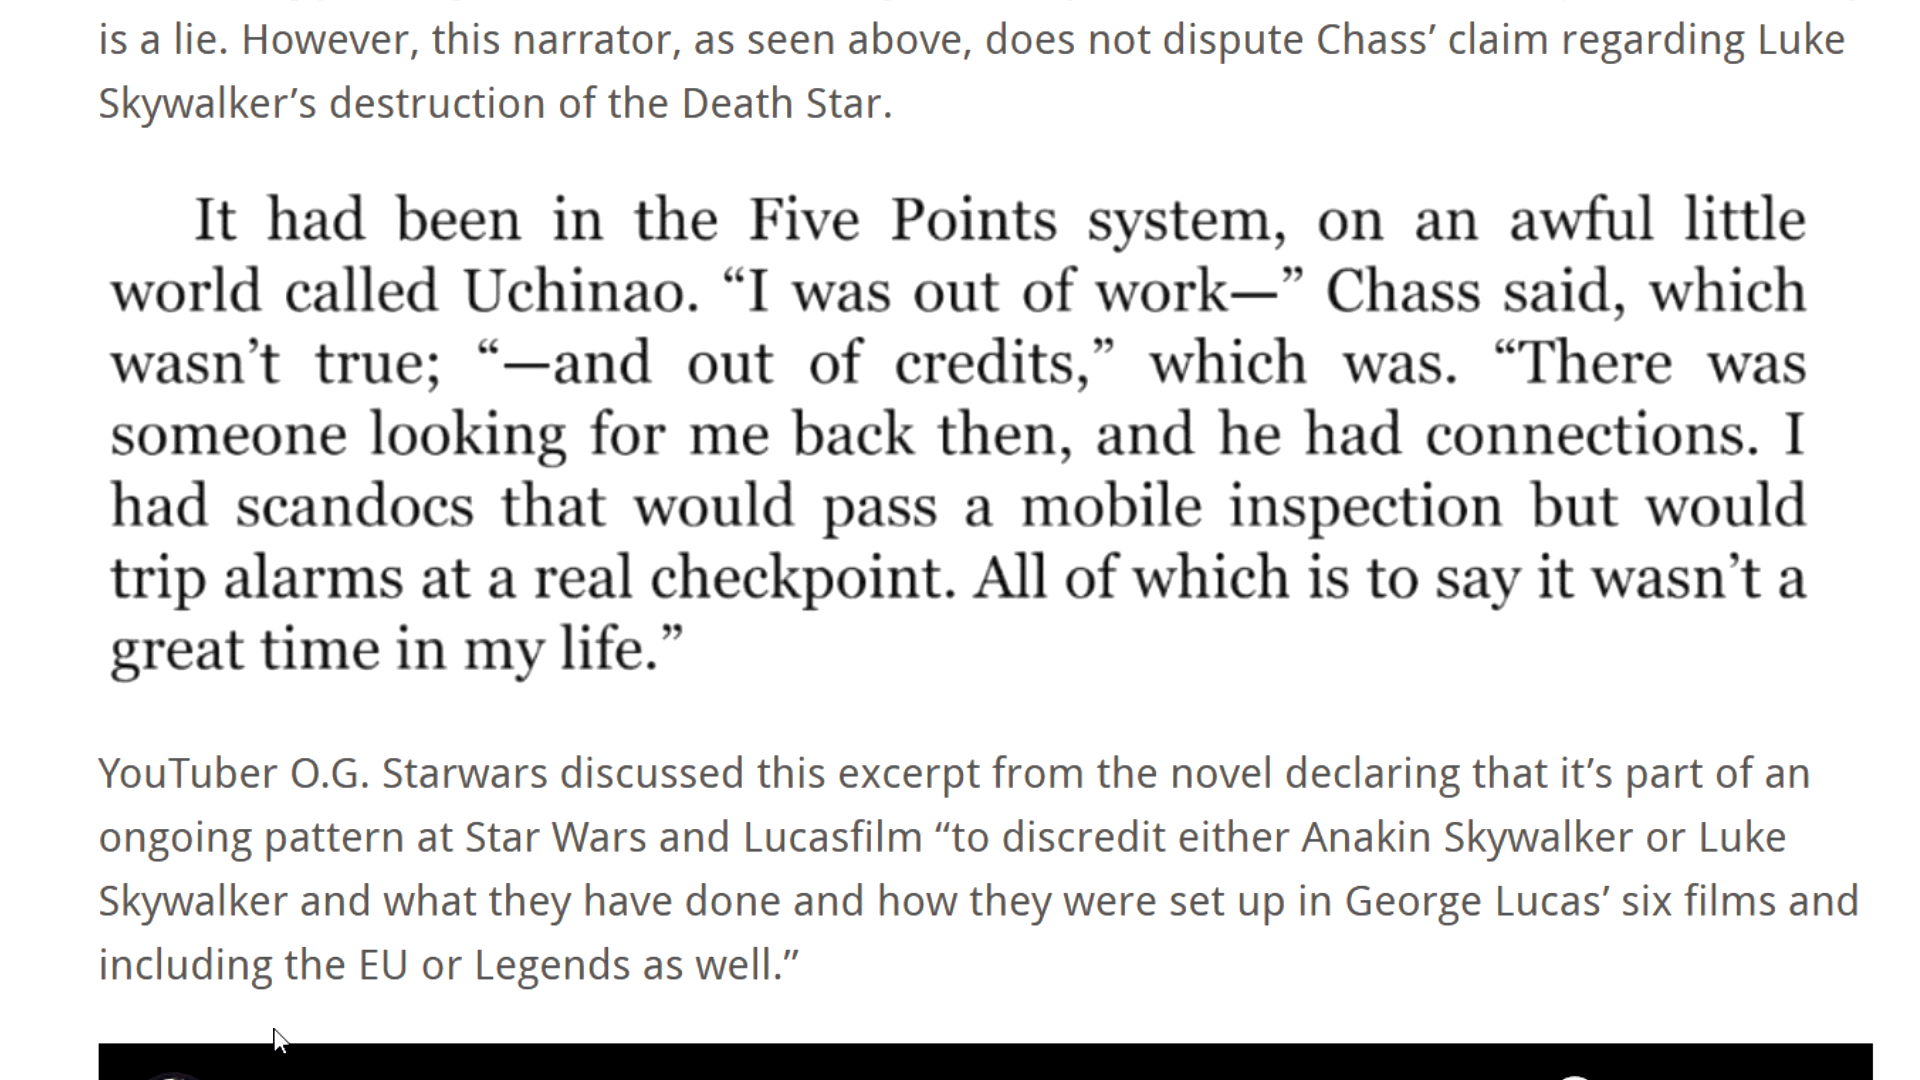 is a lie. However, this narrator, as seen above, does not dispute Chass’ claim regarding Luke
Skywalker’s destruction of the Death Star.
It had been in the Five Points system, on an awful little
world called Uchinao. “I was out of work—” Chass said, which
wasn’t true; “—and out of credits,” which was. “There was
someone looking for me back then, and he had connections. I
had scandocs that would pass a mobile inspection but would
trip alarms at a real checkpoint. All of which is to say it wasn’t a
great time in my life.”
YouTuber O.G. Starwars discussed this excerpt from the novel declaring that it’s part of an
ongoing pattern at Star Wars and Lucasfilm “to discredit either Anakin Skywalker or Luke
Skywalker and what they have done and how they were set up in George Lucas’ six films and
including the EU or Legends as well.”